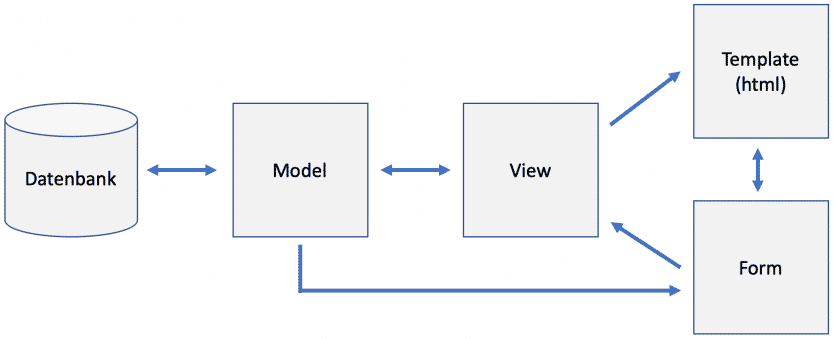 Datenbank
Model
View
Template
(html)
Form